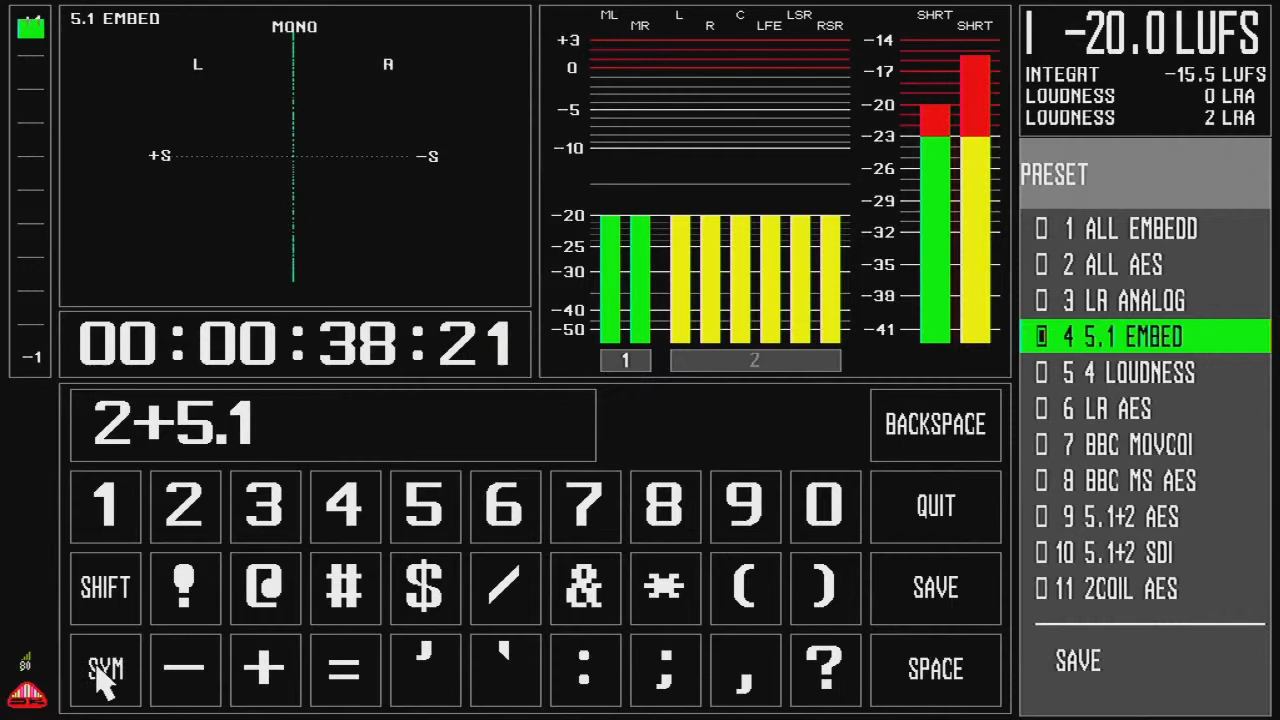 +1
-1
5.1 EMBED
MONO
L
R
+S
-S
00:00:38:21
ML
MR
L
R
C
LFE
LSR
RSR
+3
0
-5
-10
-20
-25
-30
-40
-50
1
2
SHRT
SHRT
-14
-17
-20
-23
-26
-29
-32
-35
-38
-41
I -20.0 LUFS
INTEGRT -15.5 LUFS
LOUDNESS 0 LRA
LOUDNESS 2 LRA
PRESET
1 ALL EMBEDD
2 ALL AES
3 LR ANALOG
4 5.1 EMBED
5 4 LOUDNESS
6 LR AES
7 BBC MOVCOI
8 BBC MS AES
9 5.1+2 AES
10 5.1+2 SDI
11 2COIL AES
SAVE
2+5.1
BACKSPACE
1 2 3 4 5 6 7 8 9 0 QUIT
SHIFT ! @ # $ / & * ( ) SAVE
SYM - + = ' ` : ; , ? SPACE
80